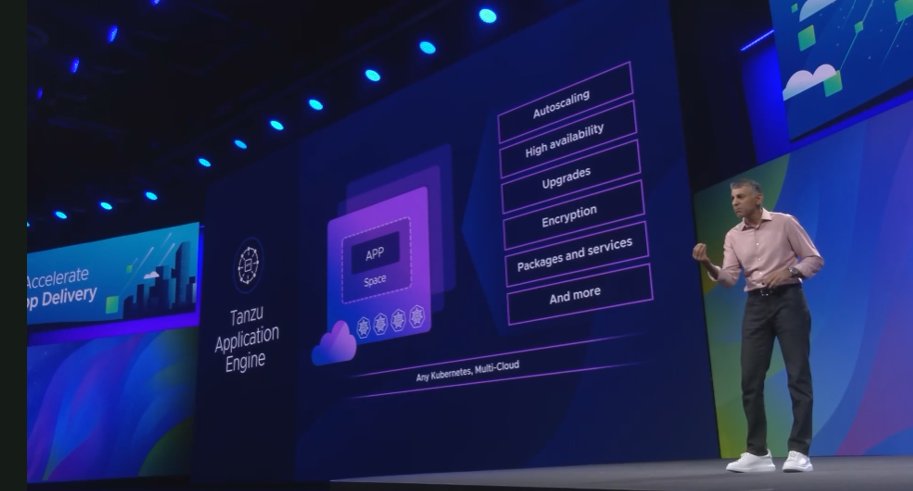 Accelerate
p Delivery
Tanzu
Application
Engine
APP
Space
Any Kubernetes, Multi-Cloud
Autoscaling
High availability
Upgrades
Encryption
Packages and services
And more